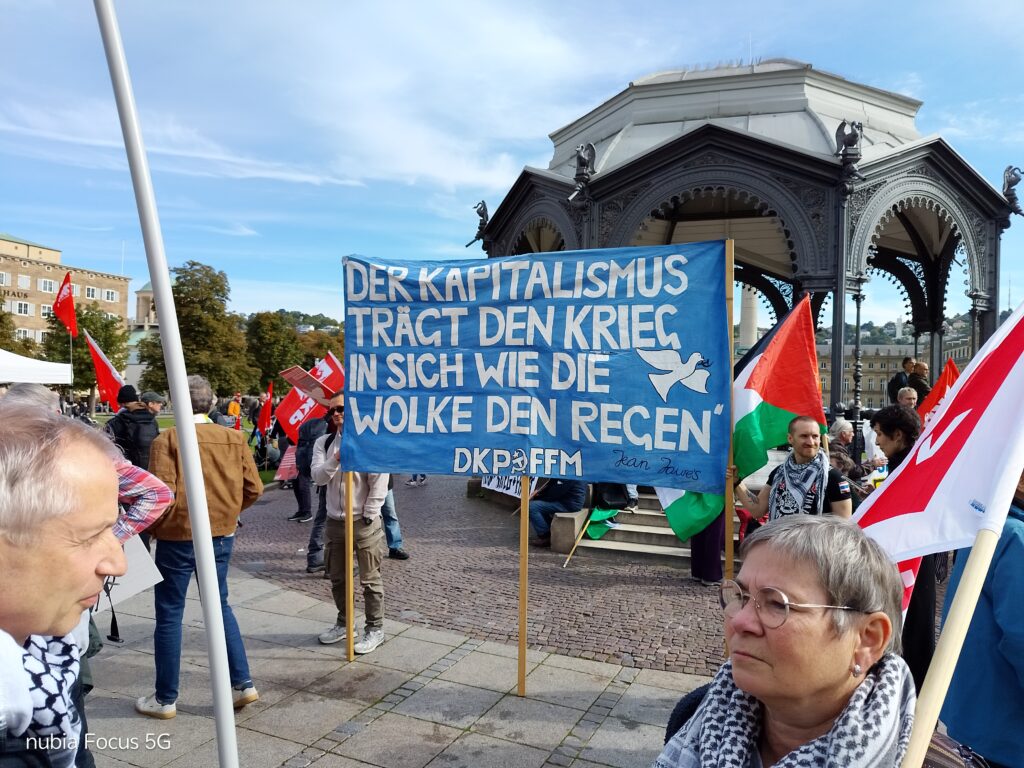 DER KAPITALISMUS
TRÄGT DEN KRIEG
IN SICH WIE DIE
WOLKE DEN REGEN"
DKP FFM
Jean Jaurès
nubia Focus 5G